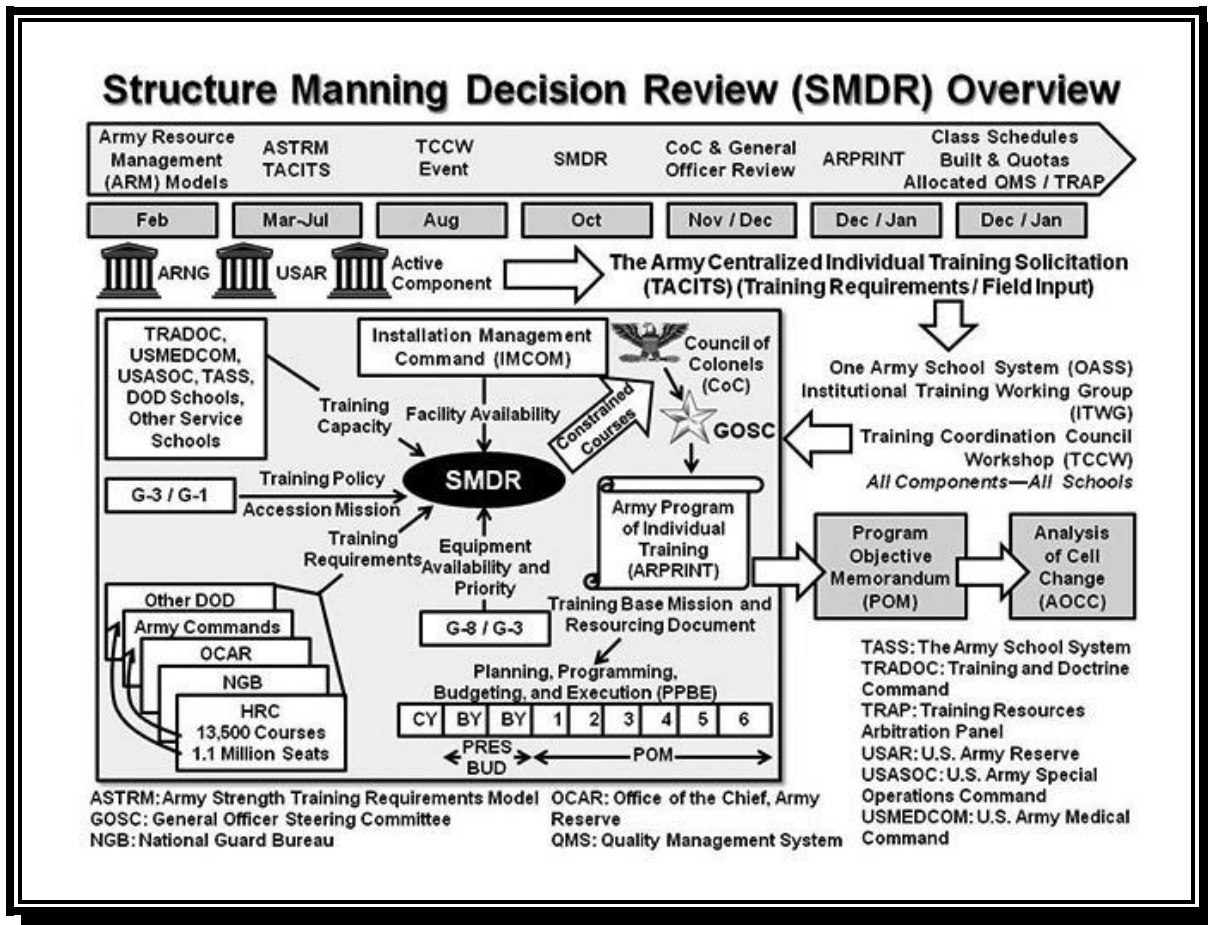 Structure Manning Decision Review (SMDR) Overview
Army Resource
Management
(ARM) Models
ASTRM
TACITS
TCCW
Event
SMDR
CoC & General
Officer Review
ARPRINT
Class Schedules
Built & Quotas
Allocated QMS / TRAP
Feb
Mar-Jul
Aug
Oct
Nov / Dec
Dec / Jan
Dec / Jan
ARNG
USAR
Active
Component
The Army Centralized Individual Training Solicitation
(TACITS) (Training Requirements / Field Input)
TRADOC,
USMEDCOM,
USASOC, TASS,
DOD Schools,
Other Service
Schools
Installation Management
Command (IMCOM)
Council of
Colonels
(CoC)
One Army School System (OASS)
Institutional Training Working Group
(ITWG)
Training Coordination Council
Workshop (TCCW)
All Components—All Schools
Training
Capacity
Facility Availability
Constrained
Courses
GOSC
SMDR
G-3 / G-1
Training Policy
Accession Mission
Training
Requirements
Equipment
Availability and
Priority
G-8 / G-3
Army Program
of Individual
Training
(ARPRINT)
Program
Objective
Memorandum
(POM)
Analysis
of Cell
Change
(AOCC)
Other DOD
Army Commands
OCAR
NGB
HRC
13,500 Courses
1.1 Million Seats
Training Base Mission and
Resourcing Document
Planning, Programming,
Budgeting, and Execution (PPBE)
CY BY BY 1 2 3 4 5 6
PRES
BUD
POM
TASS: The Army School System
TRADOC: Training and Doctrine
Command
TRAP: Training Resources
Arbitration Panel
USAR: U.S. Army Reserve
USASOC: U.S. Army Special
Operations Command
USMEDCOM: U.S. Army Medical
Command
ASTRM: Army Strength Training Requirements Model
GOSC: General Officer Steering Committee
NGB: National Guard Bureau
OCAR: Office of the Chief, Army
Reserve
QMS: Quality Management System